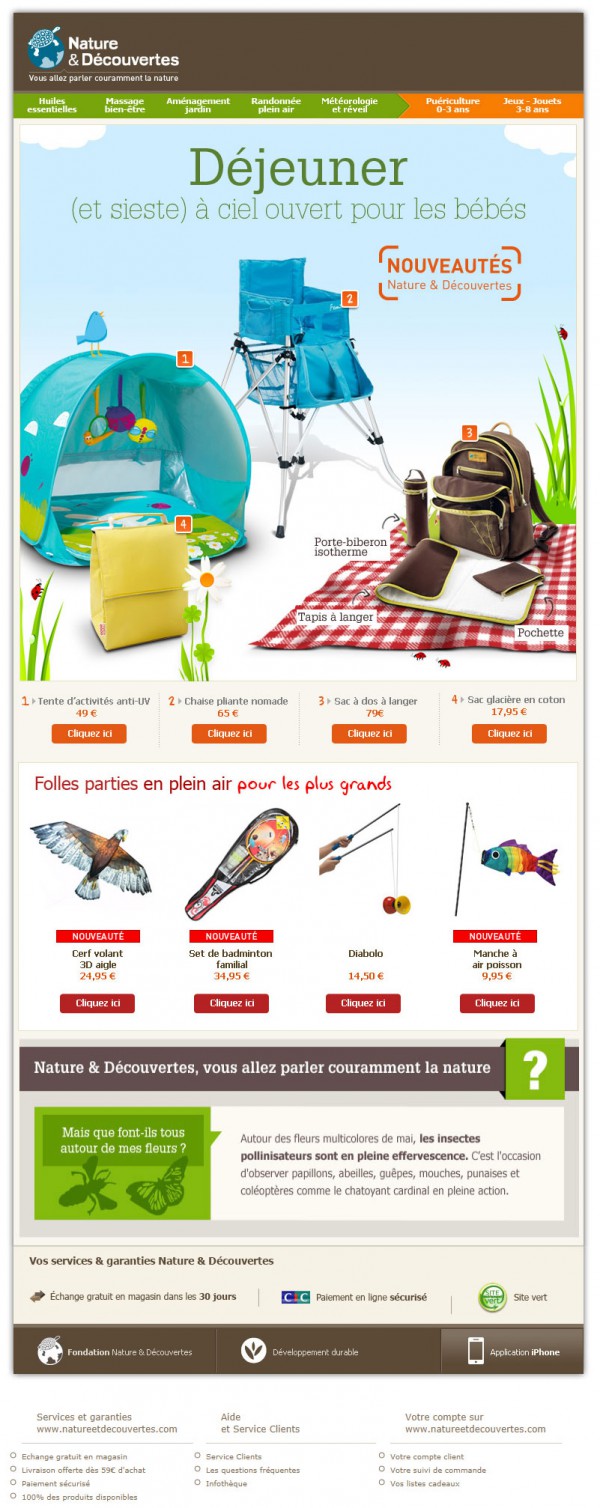 Nature
& Découvertes
Vous allez parler couramment la nature
Huiles
essentielles
Massage
bien-être
Aménagement
jardin
Randonnée
plein air
Météorologie
et réveil
Puériculture
0-3 ans
Jeux - Jouets
3-8 ans
Déjeuner
(et sieste) à ciel ouvert pour les bébés
NOUVEAUTÉS
Nature & Découvertes
1
2
3
4
Porte-biberon
isotherme
Tapis à langer
Pochette
1 Tente d'activités anti-UV
49 €
Cliquez ici
2 Chaise pliante nomade
65 €
Cliquez ici
3 Sac à dos à langer
79€
Cliquez ici
4 Sac glacière en coton
17,95 €
Cliquez ici
Folles parties en plein air pour les plus grands
NOUVEAUTÉ
Cerf volant
3D aigle
24,95 €
Cliquez ici
NOUVEAUTÉ
Set de badminton
familial
34,95 €
Cliquez ici
Diabolo
14,50 €
Cliquez ici
NOUVEAUTÉ
Manche à
air poisson
9,95 €
Cliquez ici
Nature & Découvertes, vous allez parler couramment la nature
?
Mais que font-ils tous
autour de mes fleurs ?
Autour des fleurs multicolores de mai, les insectes
pollinisateurs sont en pleine effervescence. C'est l'occasion
d'observer papillons, abeilles, guêpes, mouches, punaises et
coléoptères comme le chatoyant cardinal en pleine action.
Vos services & garanties Nature & Découvertes
Échange gratuit en magasin dans les 30 jours
Paiement en ligne sécurisé
SITE
vert
Site vert
Fondation Nature & Découvertes
Développement durable
Application iPhone
Services et garanties
www.natureetdecouvertes.com
Echange gratuit en magasin
Livraison offerte dès 59€ d'achat
Paiement sécurisé
100% des produits disponibles
Aide
et Service Clients
Service Clients
Les questions fréquentes
Infothèque
Votre compte sur
www.natureetdecouvertes.com
Votre compte client
Votre suivi de commande
Vos listes cadeaux